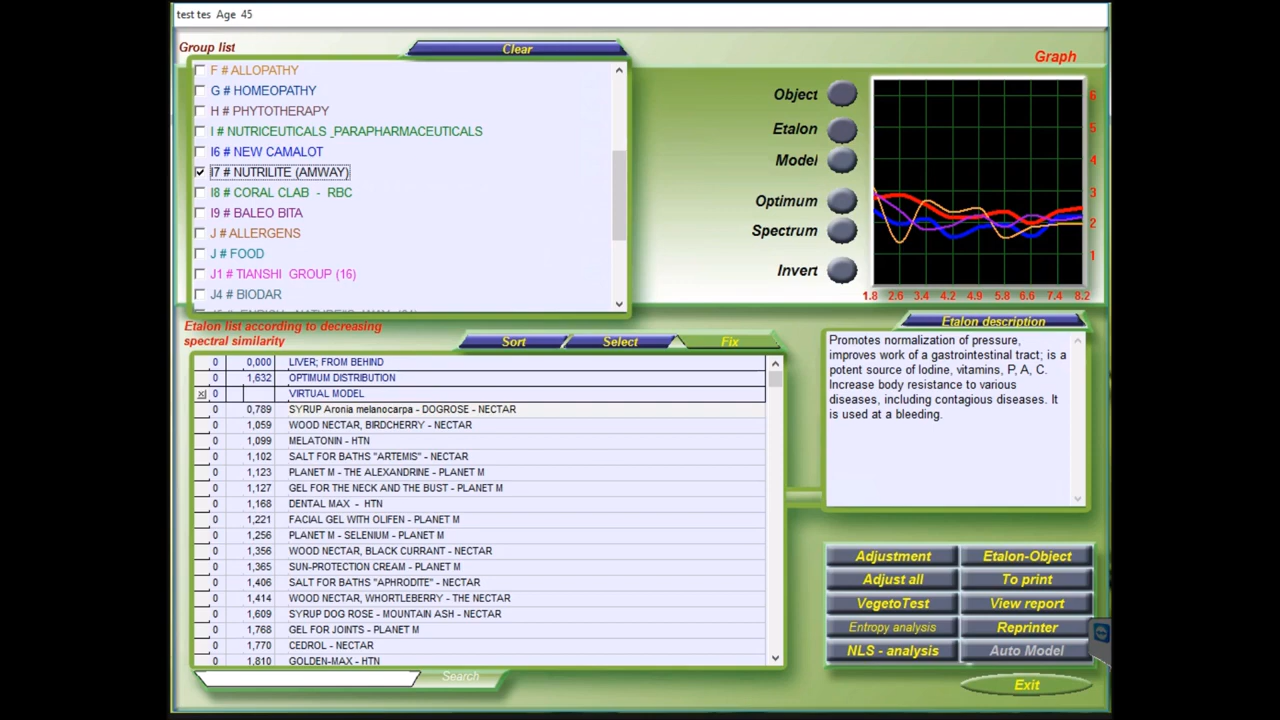 test tes Age 45
Group list
Clear
F # ALLOPATHY
G # HOMEOPATHY
H # PHYTOTHERAPY
I # NUTRICEUTICALS_PARAPHARMACEUTICALS
I6 # NEW CAMALOT
I7 # NUTRILITE (AMWAY)
I8 # CORAL CLAB - RBC
I9 # BALEO BITA
J # ALLERGENS
J # FOOD
J1 # TIANSHI GROUP (16)
J4 # BIODAR
Graph
Object
Etalon
Model
Optimum
Spectrum
Invert
6
5
4
3
2
1
1.8 2.6 3.4 4.2 4.9 5.8 6.6 7.4 8.2
Etalon list according to decreasing
spectral similarity
Sort
Select
Fix
0 0,000 LIVER; FROM BEHIND
0 1,632 OPTIMUM DISTRIBUTION
x 0 VIRTUAL MODEL
0 0,789 SYRUP Aronia melanocarpa - DOGROSE - NECTAR
0 1,059 WOOD NECTAR, BIRDCHERRY - NECTAR
0 1,099 MELATONIN - HTN
0 1,102 SALT FOR BATHS "ARTEMIS" - NECTAR
0 1,123 PLANET M - THE ALEXANDRINE - PLANET M
0 1,127 GEL FOR THE NECK AND THE BUST - PLANET M
0 1,168 DENTAL MAX - HTN
0 1,221 FACIAL GEL WITH OLIFEN - PLANET M
0 1,256 PLANET M - SELENIUM - PLANET M
0 1,356 WOOD NECTAR, BLACK CURRANT - NECTAR
0 1,365 SUN-PROTECTION CREAM - PLANET M
0 1,406 SALT FOR BATHS "APHRODITE" - NECTAR
0 1,414 WOOD NECTAR, WHORTLEBERRY - THE NECTAR
0 1,609 SYRUP DOG ROSE - MOUNTAIN ASH - NECTAR
0 1,768 GEL FOR JOINTS - PLANET M
0 1,770 CEDROL - NECTAR
0 1,810 GOLDEN-MAX - HTN
Search
Etalon description
Promotes normalization of pressure,
improves work of a gastrointestinal tract; is a
potent source of Iodine, vitamins, P, A, C.
Increase body resistance to various
diseases, including contagious diseases. It
is used at a bleeding.
Adjustment
Etalon-Object
Adjust all
To print
VegetoTest
View report
Entropy analysis
Reprinter
NLS - analysis
Auto Model
Exit